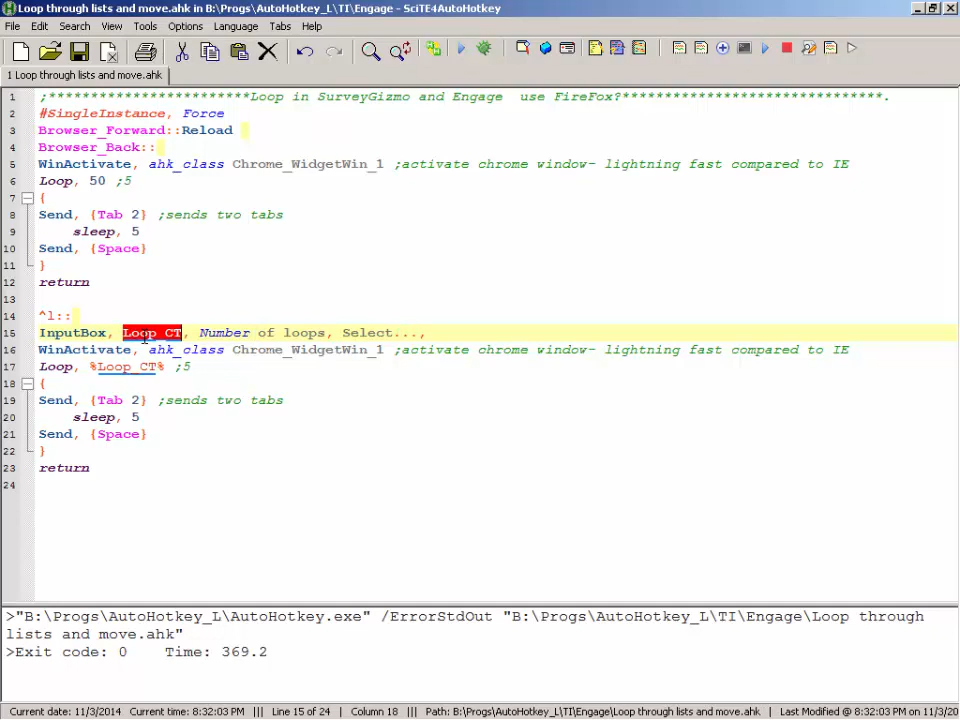 Loop through lists and move.ahk in B:\Progs\AutoHotkey_L\TI\Engage - SciTE4AutoHotkey
File Edit Search View Tools Options Language Tabs Help
1 Loop through lists and move.ahk
1 ;*************************Loop in SurveyGizmo and Engage  use FireFox?*******************************.
2 #SingleInstance, Force
3 Browser_Forward::Reload
4 Browser_Back::
5 WinActivate, ahk_class Chrome_WidgetWin_1 ;activate chrome window- lightning fast compared to IE
6 Loop, 50 ;5
7 {
8 Send, {Tab 2} ;sends two tabs
9 sleep, 5
10 Send, {Space}
11 }
12 return
13
14 ^l::
15 InputBox, Loop_CT, Number of loops, Select...,
16 WinActivate, ahk_class Chrome_WidgetWin_1 ;activate chrome window- lightning fast compared to IE
17 Loop, %Loop_CT% ;5
18 {
19 Send, {Tab 2} ;sends two tabs
20 sleep, 5
21 Send, {Space}
22 }
23 return
24
>"B:\Progs\AutoHotkey_L\AutoHotkey.exe" /ErrorStdOut "B:\Progs\AutoHotkey_L\TI\Engage\Loop through
lists and move.ahk"
>Exit code: 0    Time: 369.2
Current date: 11/3/2014  Current time: 8:32:03 PM ||| Line 15 of 24 | Column 18 ||| Path: B:\Progs\AutoHotkey_L\TI\Engage\Loop through lists and move.ahk ||| Last Modified @ 8:32:03 PM on 11/3/20